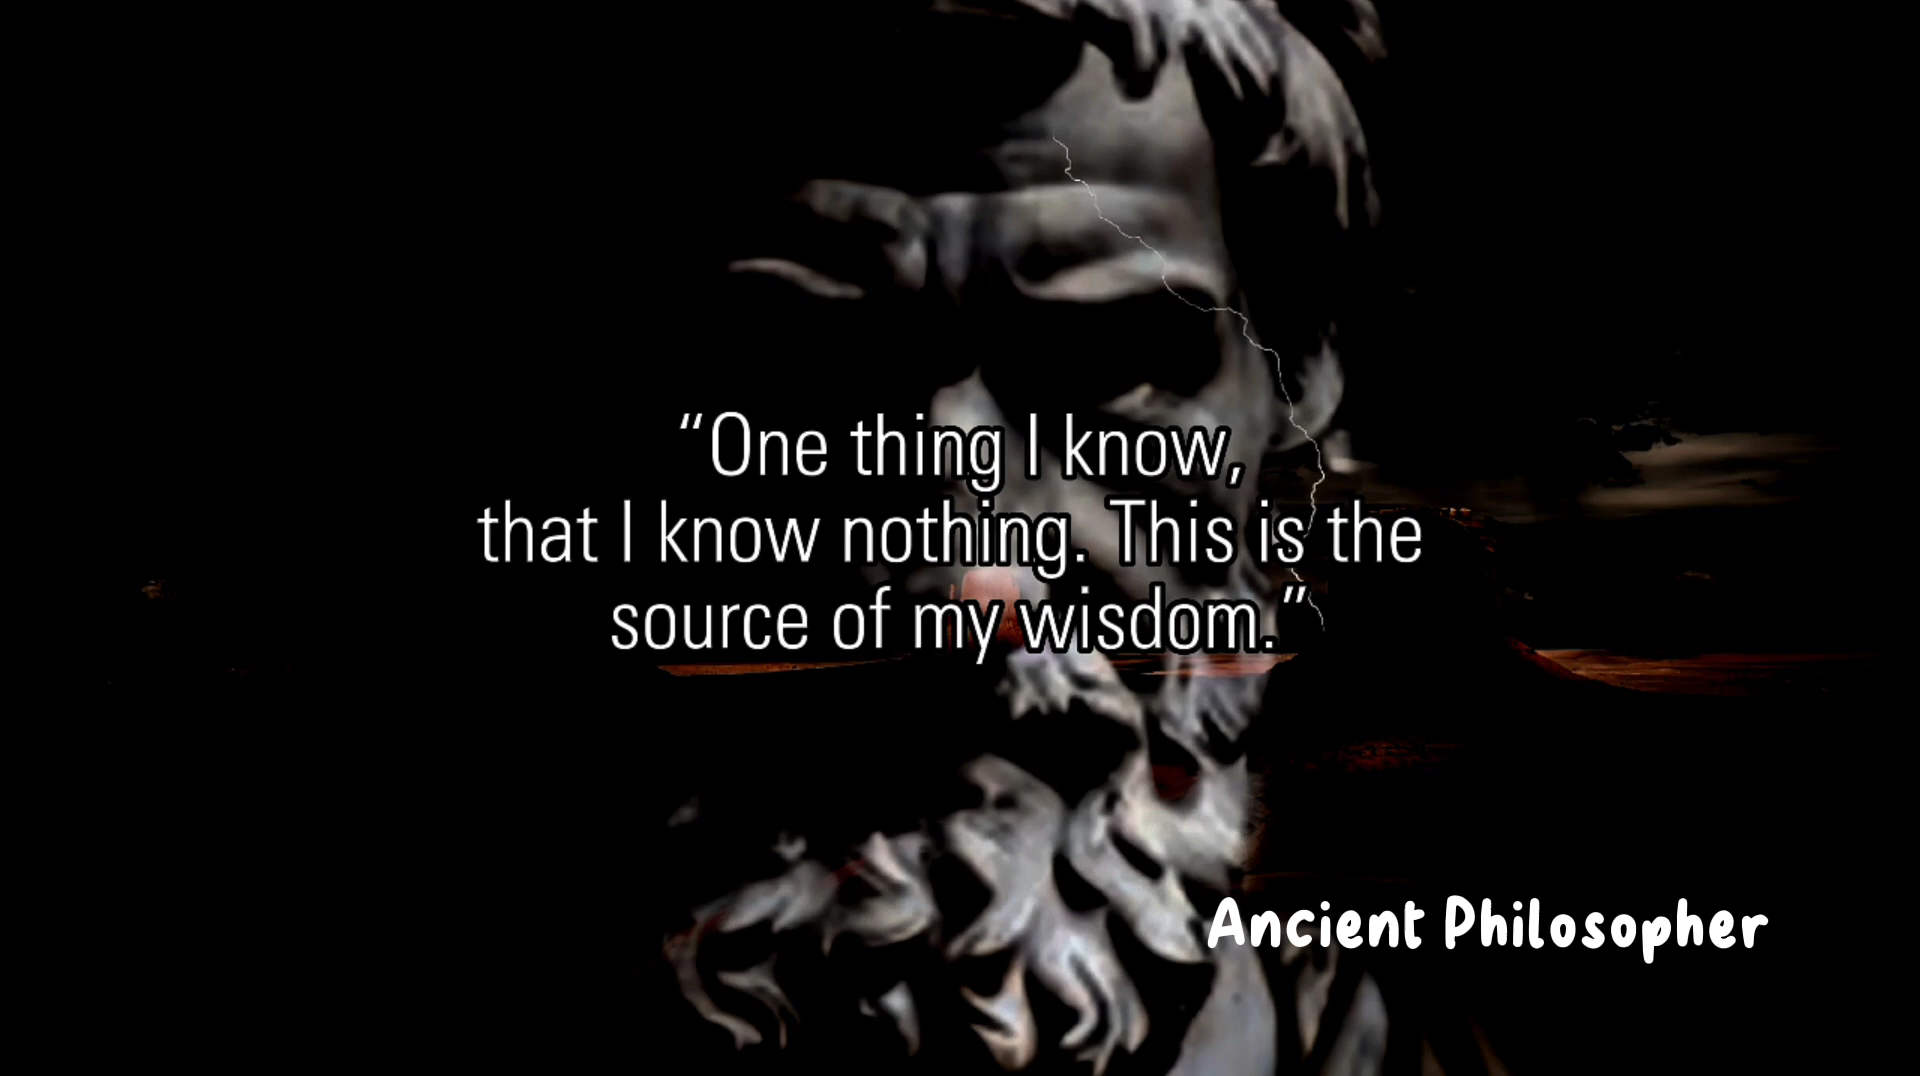 “One thing I know,
that I know nothing. This is the
source of my wisdom.”
Ancient Philosopher